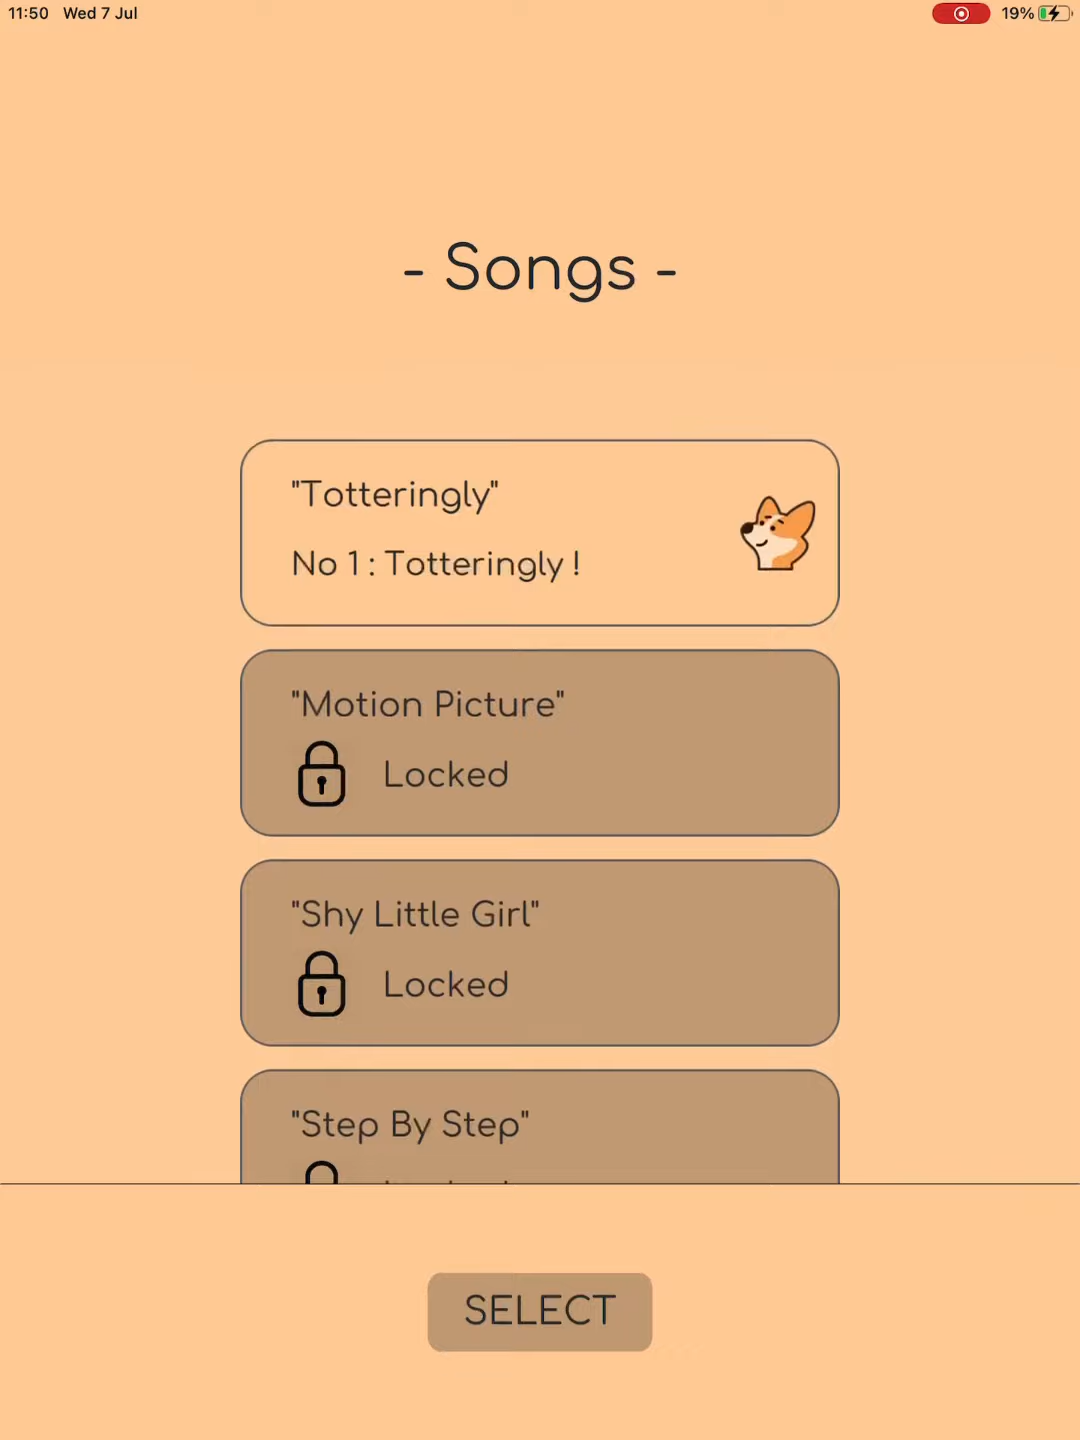 11:50 Wed 7 Jul 19%
- Songs -
"Totteringly"
No 1 : Totteringly !
"Motion Picture"
Locked
"Shy Little Girl"
Locked
"Step By Step"
SELECT